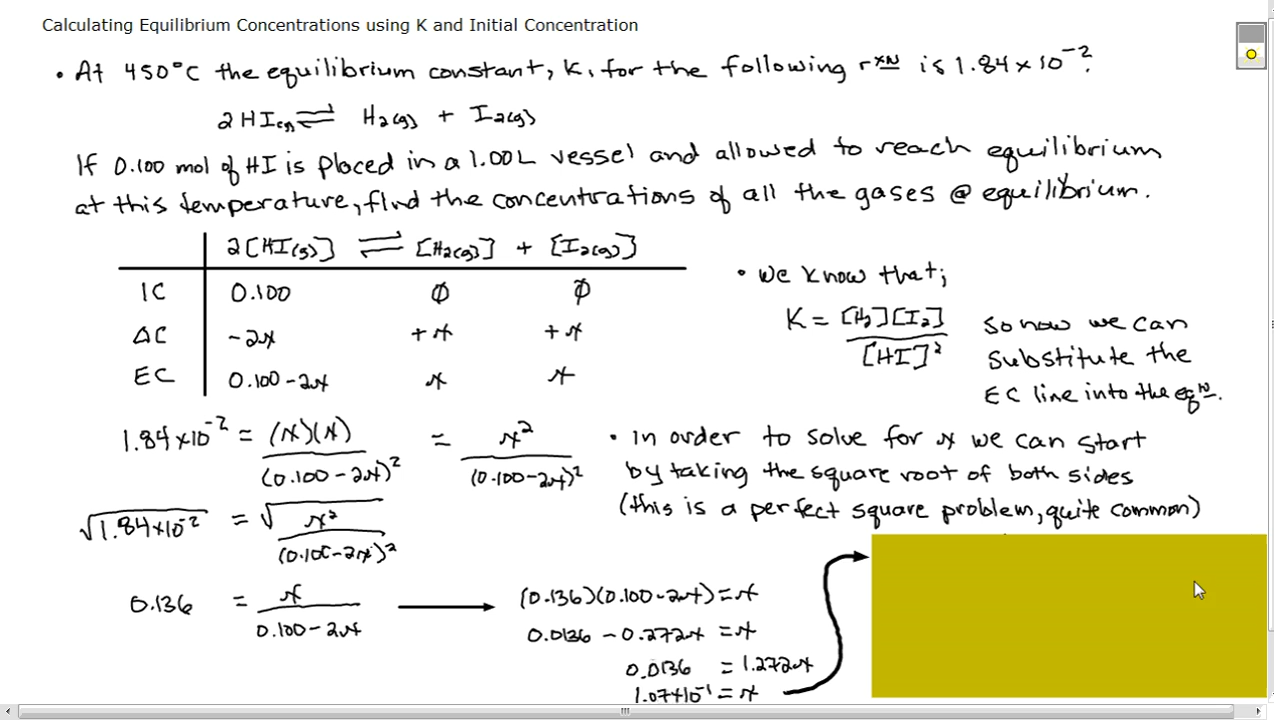 Calculating Equilibrium Concentrations using K and Initial Concentration
• At 450°C the equilibrium constant, K, for the following rxN is 1.84×10⁻².
2HI(g) ⇌ H2(g) + I2(g)
If 0.100 mol of HI is placed in a 1.00L vessel and allowed to reach equilibrium
at this temperature, find the concentrations of all the gases @ equilibrium.
2[HI(g)] ⇌ [H2(g)] + [I2(g)]
IC 0.100 ∅ ∅
ΔC -2x +x +x
EC 0.100-2x x x
• We know that;
K = [H2][I2] / [HI]²
So now we can
substitute the
EC line into the eqN.
1.84×10⁻² = (x)(x) / (0.100-2x)² = x² / (0.100-2x)²
• In order to solve for x we can start
by taking the square root of both sides
(this is a perfect square problem, quite common)
√1.84×10⁻² = √x² / (0.100-2x)²
0.136 = x / 0.100-2x
(0.136)(0.100-2x)=x
0.0136 - 0.272x = x
0.0136 = 1.272x
1.07×10⁻¹ = x